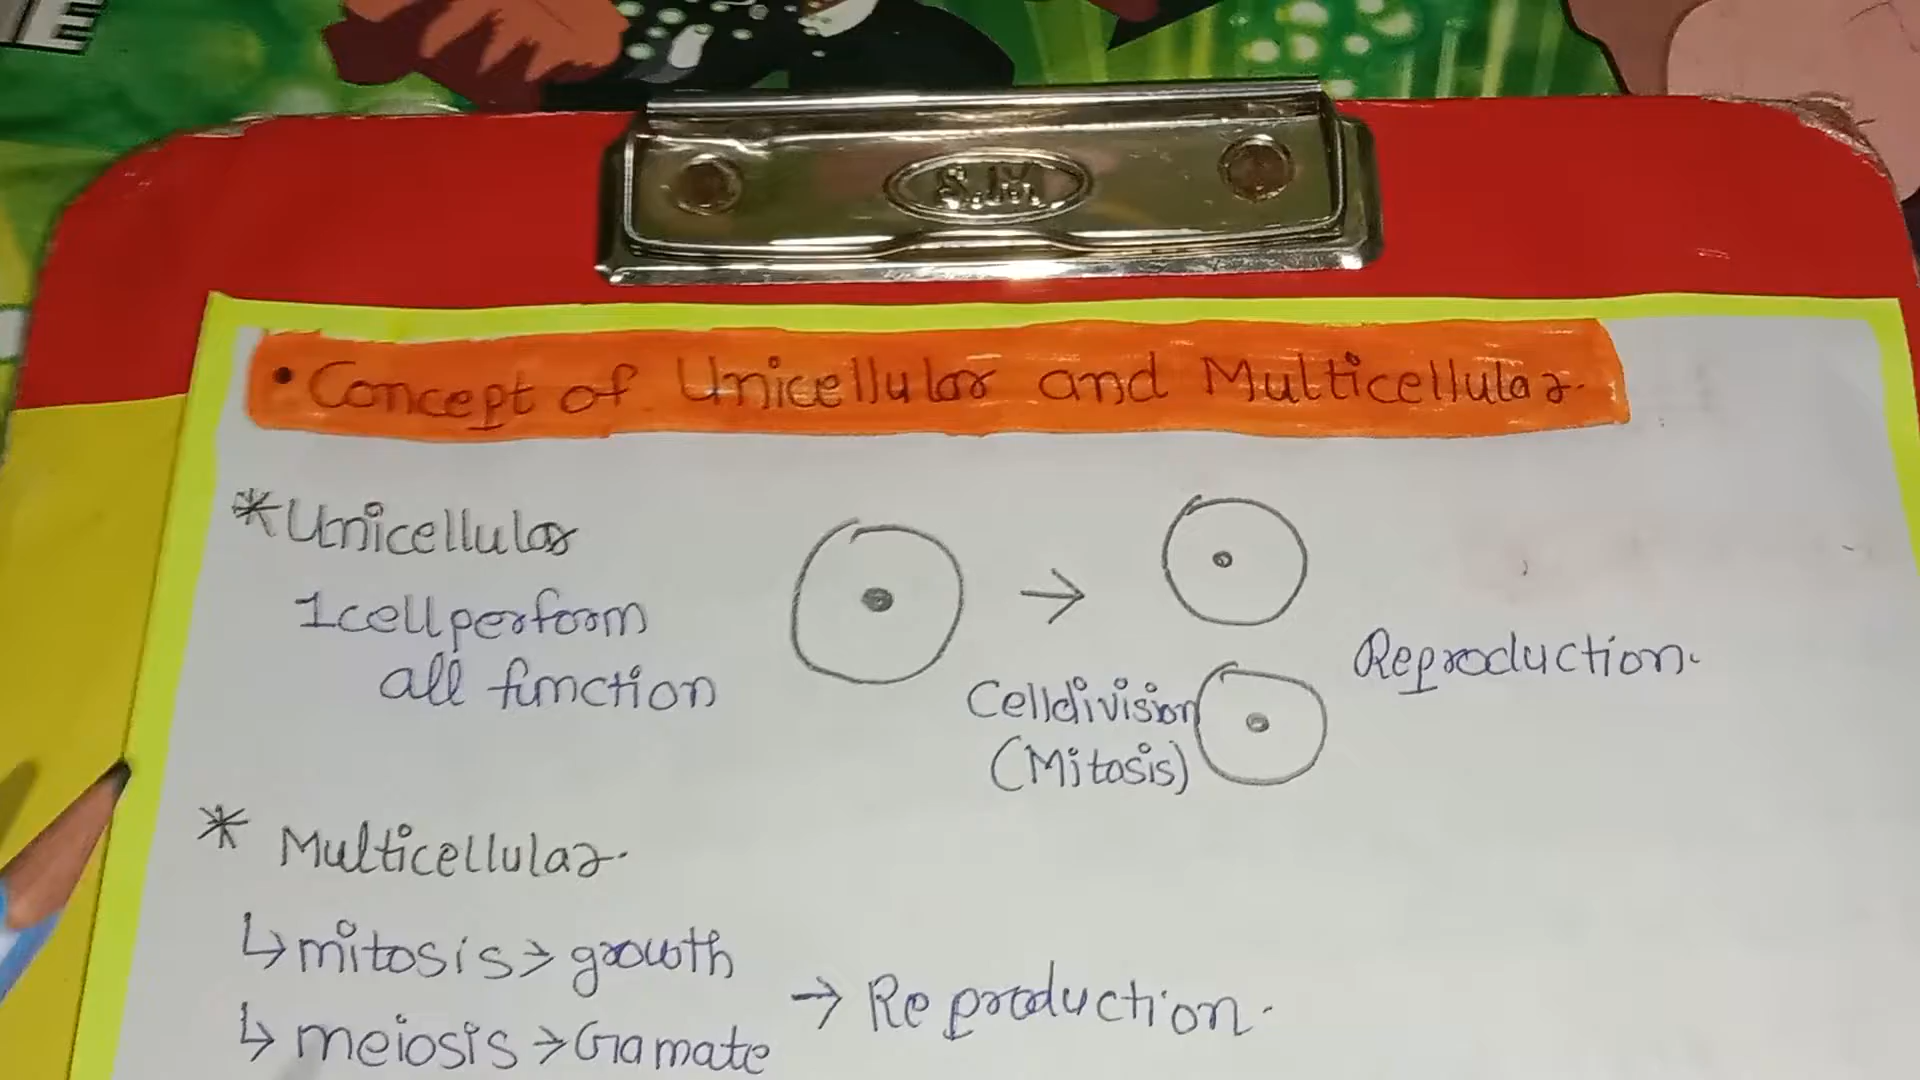 S.M
• Concept of Unicellular and Multicellular.
* Unicellular
1 cell perform
all function
Celldivision
(Mitosis)
Reproduction.
* Multicellular.
↳ mitosis → growth
↳ meiosis → Gamate
→ Reproduction.